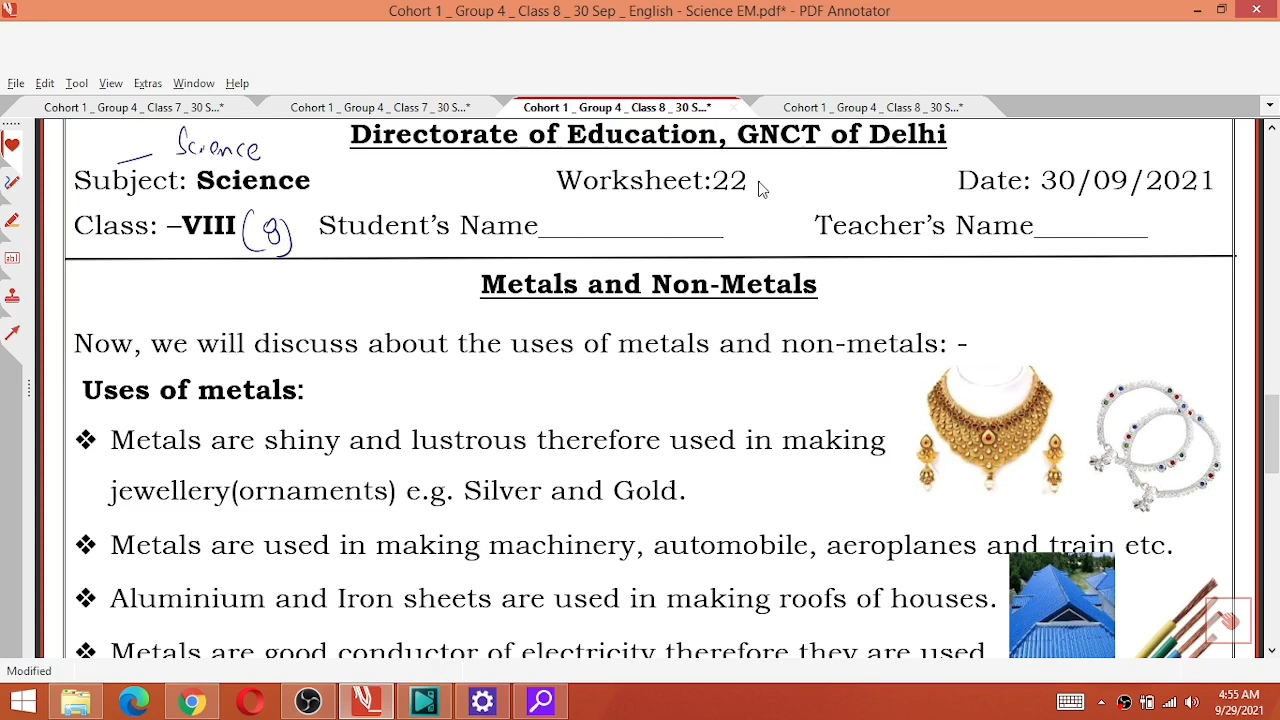 Cohort 1 _ Group 4 _ Class 8 _ 30 Sep _ English - Science EM.pdf* - PDF Annotator
File Edit Tool View Extras Window Help
Cohort 1 _ Group 4 _ Class 7 _ 30 S...* Cohort 1 _ Group 4 _ Class 7 _ 30 S...* Cohort 1 _ Group 4 _ Class 8 _ 30 S...* Cohort 1 _ Group 4 _ Class 8 _ 30 S...*
Directorate of Education, GNCT of Delhi
Science
Subject: Science Worksheet:22 Date: 30/09/2021
Class: –VIII (8) Student’s Name____________ Teacher’s Name________
Metals and Non-Metals
Now, we will discuss about the uses of metals and non-metals: -
Uses of metals:
❖ Metals are shiny and lustrous therefore used in making
jewellery(ornaments) e.g. Silver and Gold.
❖ Metals are used in making machinery, automobile, aeroplanes and train etc.
❖ Aluminium and Iron sheets are used in making roofs of houses.
❖ Metals are good conductor of electricity therefore they are used
Modified
4:55 AM
9/29/2021